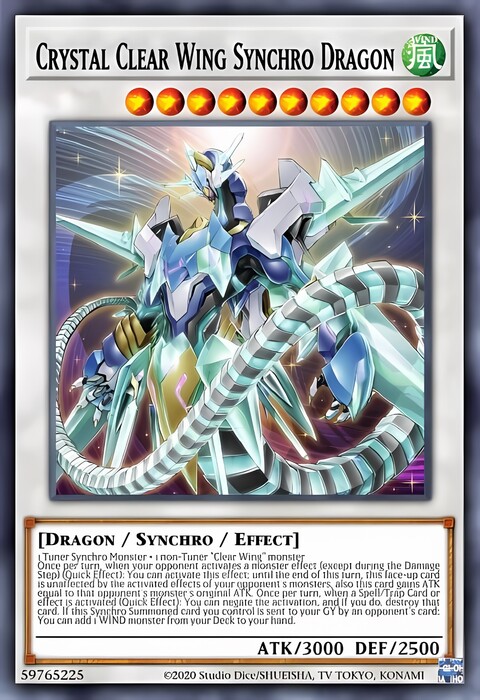 Crystal Clear Wing Synchro Dragon
WIND
風
[Dragon / Synchro / Effect]
1 Tuner Synchro Monster + 1 non-Tuner "Clear Wing" monster
Once per turn, when your opponent activates a monster effect (except during the Damage
Step) (Quick Effect): You can activate this effect; until the end of this turn, this face-up card
is unaffected by the activated effects of your opponent's monsters, also this card gains ATK
equal to that opponent's monster's original ATK. Once per turn, when a Spell/Trap Card or
effect is activated (Quick Effect): You can negate the activation, and if you do, destroy that
card. If this Synchro Summoned card you control is sent to your GY by an opponent's card:
You can add 1 WIND monster from your Deck to your hand.
ATK/3000 DEF/2500
59765225
©2020 Studio Dice/SHUEISHA, TV TOKYO, KONAMI